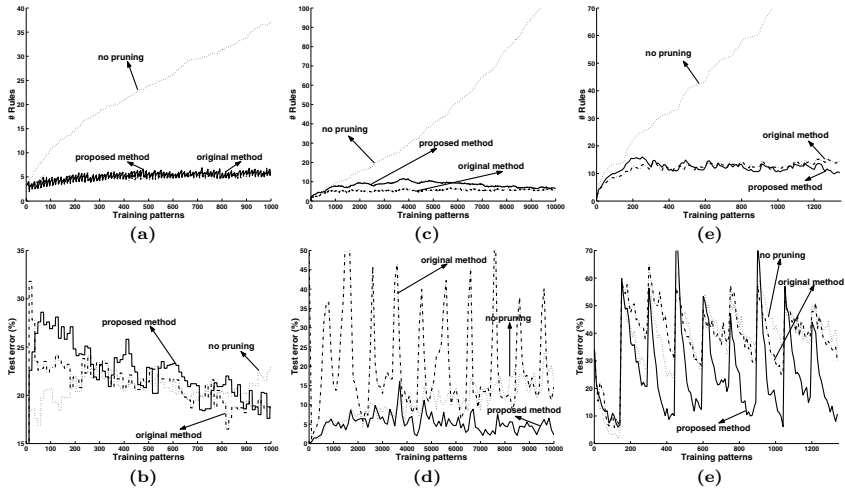 40
35
30
25
20
15
10
5
0
# Rules
no pruning
proposed method
original method
0 100 200 300 400 500 600 700 800 900 1000
Training patterns
(a)
100
90
80
70
60
50
40
30
20
10
0
# Rules
no pruning
proposed method
original method
0 1000 2000 3000 4000 5000 6000 7000 8000 9000 10000
Training patterns
(c)
60
50
40
30
20
10
0
# Rules
no pruning
original method
proposed method
0 200 400 600 800 1000 1200
Training patterns
(e)
35
30
25
20
15
Test error (%)
proposed method
no pruning
original method
0 100 200 300 400 500 600 700 800 900 1000
Training patterns
(b)
50
45
40
35
30
25
20
15
10
5
0
Test error (%)
original method
no pruning
proposed method
0 1000 2000 3000 4000 5000 6000 7000 8000 9000 10000
Training patterns
(d)
70
60
50
40
30
20
10
0
Test error (%)
no pruning
original method
proposed method
0 200 400 600 800 1000 1200
Training patterns
(e)